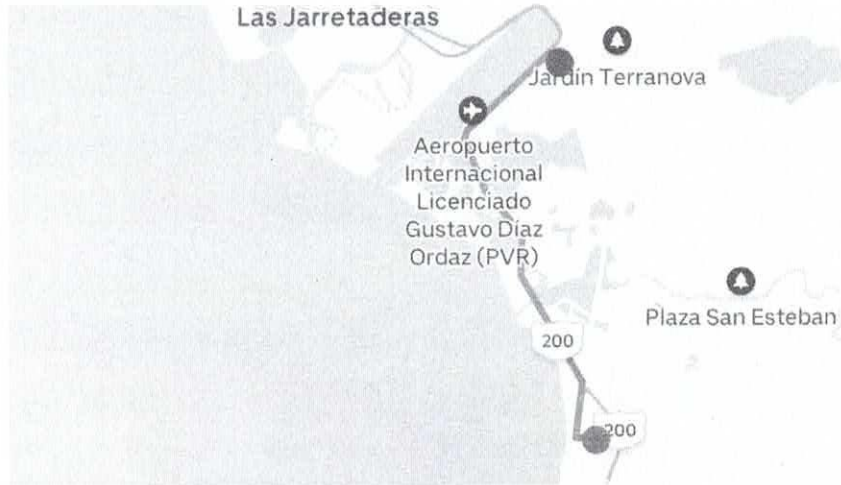 Las Jarretaderas
Jardín Terranova
Aeropuerto
Internacional
Licenciado
Gustavo Díaz
Ordaz (PVR)
Plaza San Esteban
200
200